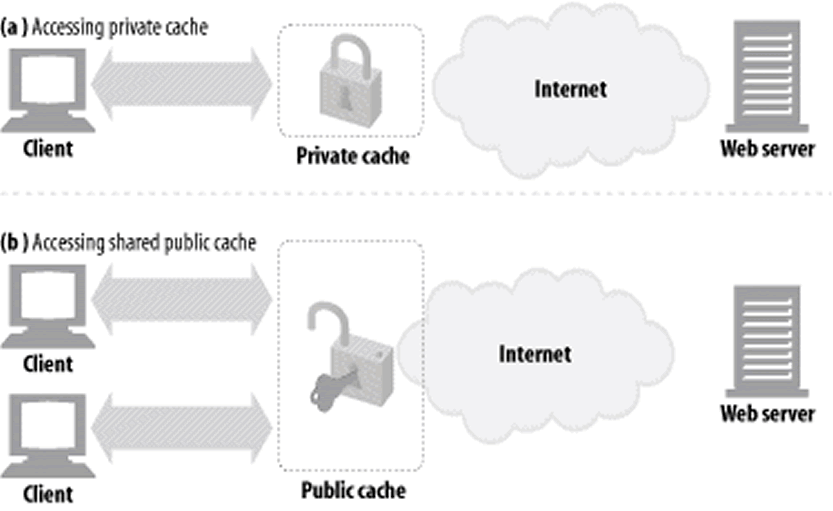 (a ) Accessing private cache
Client
Private cache
Internet
Web server
(b ) Accessing shared public cache
Client
Client
Public cache
Internet
Web server